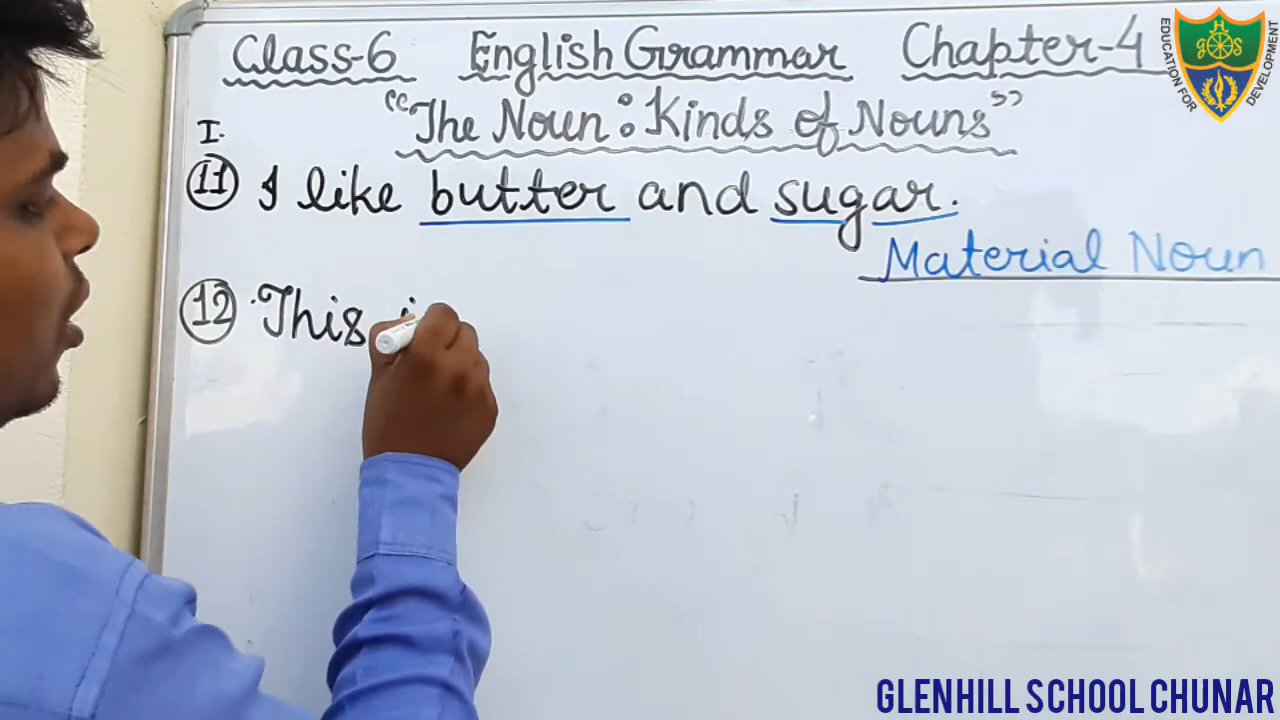 Class-6 English Grammar Chapter-4
"The Noun : Kinds of Nouns"
I.
11 I like butter and sugar.
Material Noun
12 This
EDUCATION FOR DEVELOPMENT
GHS
GLENHILL SCHOOL CHUNAR